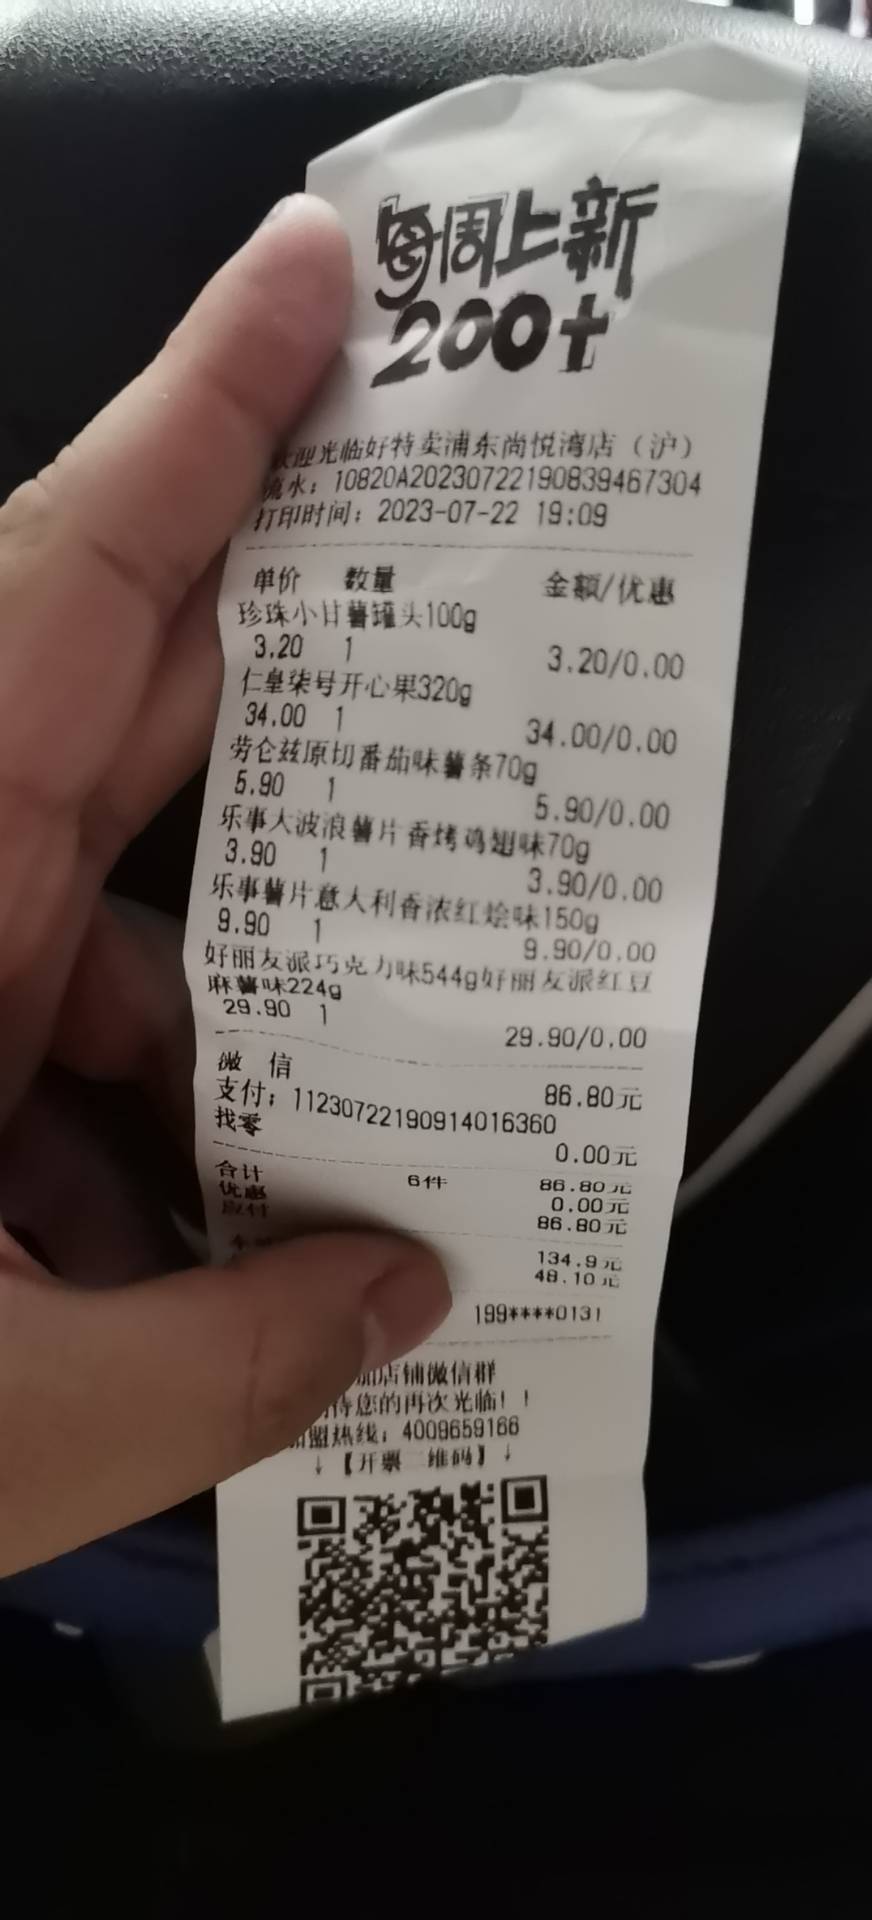 每周上新
200+
欢迎光临好特卖浦东尚悦湾店（沪）
流水：10820A20230722190839467304
打印时间：2023-07-22 19:09
单价 数量 金额/优惠
珍珠小甘薯罐头100g
3.20 1 3.20/0.00
仁皇柒号开心果320g
34.00 1 34.00/0.00
劳仑兹原切番茄味薯条70g
5.90 1 5.90/0.00
乐事大波浪薯片香烤鸡翅味70g
3.90 1 3.90/0.00
乐事薯片意大利香浓红烩味150g
9.90 1 9.90/0.00
好丽友派巧克力味544g好丽友派红豆
麻薯味224g
29.90 1 29.90/0.00
微 信 86.80元
支付：11230722190914016360
找零 0.00元
合计 6件 86.80元
优惠 0.00元
应付 86.80元
134.9元
48.10元
199****0131
加店铺微信群
待您的再次光临！！
加盟热线：4009659166
↓【开票二维码】↓